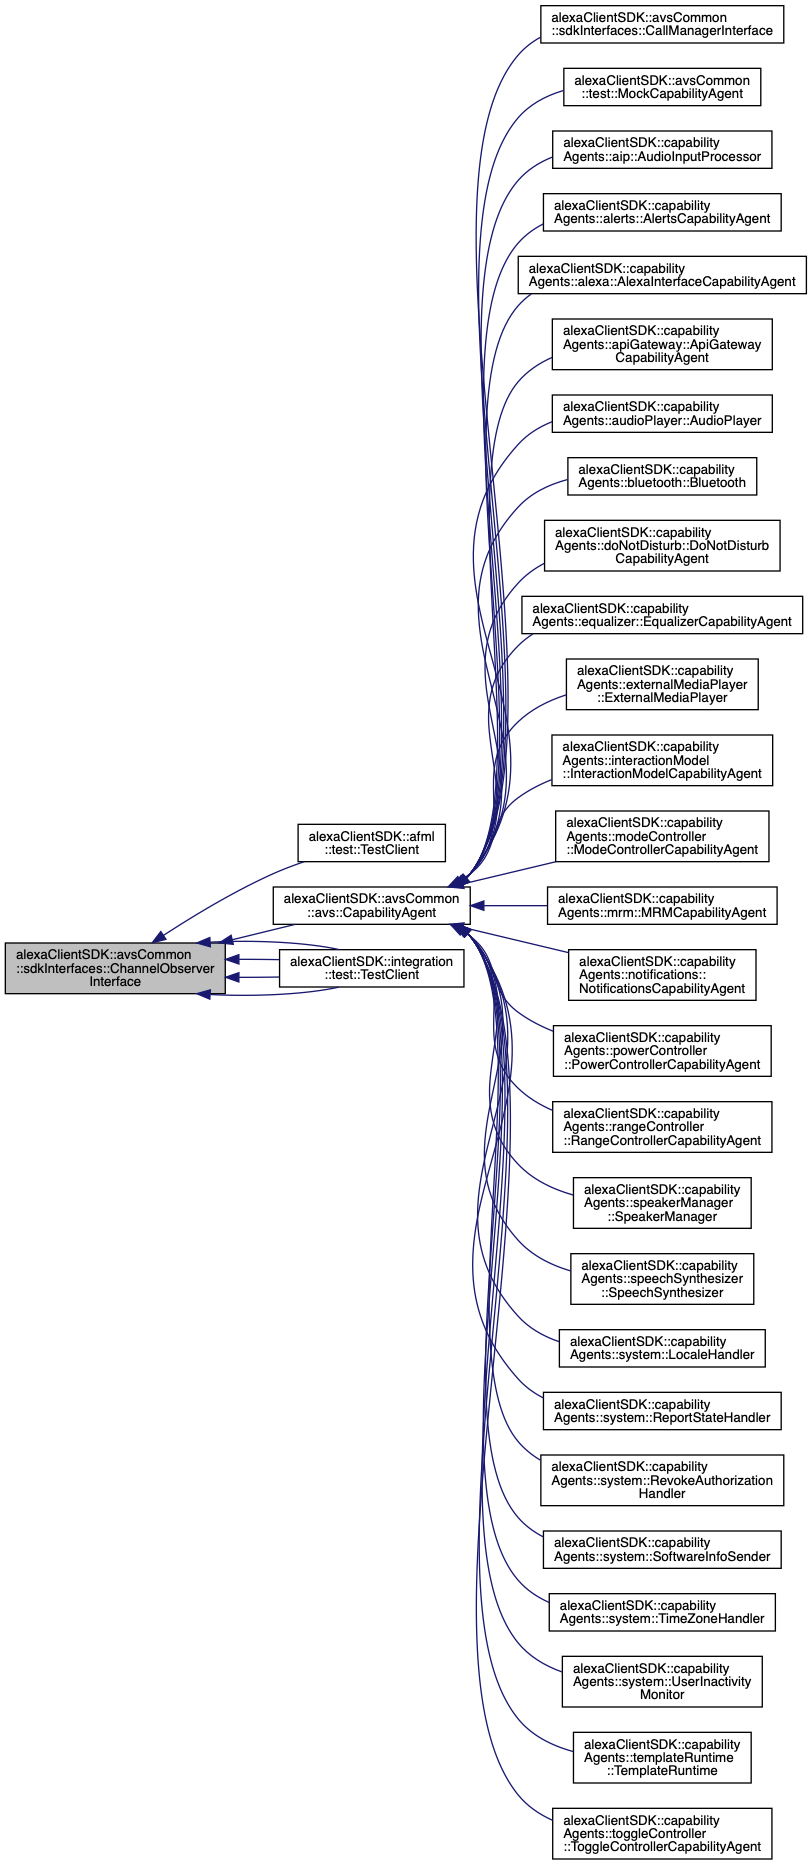 alexaClientSDK::avsCommon
::sdkInterfaces::CallManagerInterface
alexaClientSDK::avsCommon
::test::MockCapabilityAgent
alexaClientSDK::capability
Agents::aip::AudioInputProcessor
alexaClientSDK::capability
Agents::alerts::AlertsCapabilityAgent
alexaClientSDK::capability
Agents::alexa::AlexaInterfaceCapabilityAgent
alexaClientSDK::capability
Agents::apiGateway::ApiGateway
CapabilityAgent
alexaClientSDK::capability
Agents::audioPlayer::AudioPlayer
alexaClientSDK::capability
Agents::bluetooth::Bluetooth
alexaClientSDK::capability
Agents::doNotDisturb::DoNotDisturb
CapabilityAgent
alexaClientSDK::capability
Agents::equalizer::EqualizerCapabilityAgent
alexaClientSDK::capability
Agents::externalMediaPlayer
::ExternalMediaPlayer
alexaClientSDK::capability
Agents::interactionModel
::InteractionModelCapabilityAgent
alexaClientSDK::capability
Agents::modeController
::ModeControllerCapabilityAgent
alexaClientSDK::afml
::test::TestClient
alexaClientSDK::avsCommon
::avs::CapabilityAgent
alexaClientSDK::capability
Agents::mrm::MRMCapabilityAgent
alexaClientSDK::avsCommon
::sdkInterfaces::ChannelObserver
Interface
alexaClientSDK::integration
::test::TestClient
alexaClientSDK::capability
Agents::notifications::
NotificationsCapabilityAgent
alexaClientSDK::capability
Agents::powerController
::PowerControllerCapabilityAgent
alexaClientSDK::capability
Agents::rangeController
::RangeControllerCapabilityAgent
alexaClientSDK::capability
Agents::speakerManager
::SpeakerManager
alexaClientSDK::capability
Agents::speechSynthesizer
::SpeechSynthesizer
alexaClientSDK::capability
Agents::system::LocaleHandler
alexaClientSDK::capability
Agents::system::ReportStateHandler
alexaClientSDK::capability
Agents::system::RevokeAuthorization
Handler
alexaClientSDK::capability
Agents::system::SoftwareInfoSender
alexaClientSDK::capability
Agents::system::TimeZoneHandler
alexaClientSDK::capability
Agents::system::UserInactivity
Monitor
alexaClientSDK::capability
Agents::templateRuntime
::TemplateRuntime
alexaClientSDK::capability
Agents::toggleController
::ToggleControllerCapabilityAgent